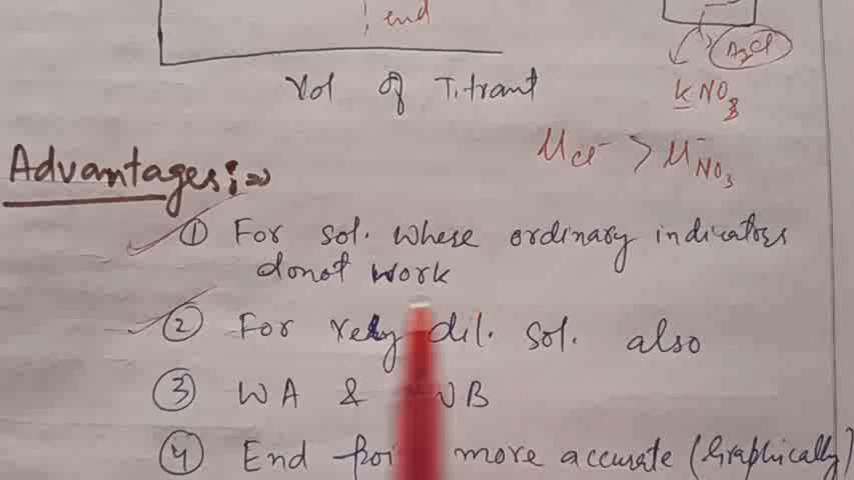 ; end
AgCl
Vol of Titrant
KNO3
μCl⁻ > μNO3⁻
Advantages:⇒
① For sol. where ordinary indicators
donot work
② For very dil. sol. also
③ WA & WB
④ End more accurate (Graphically)